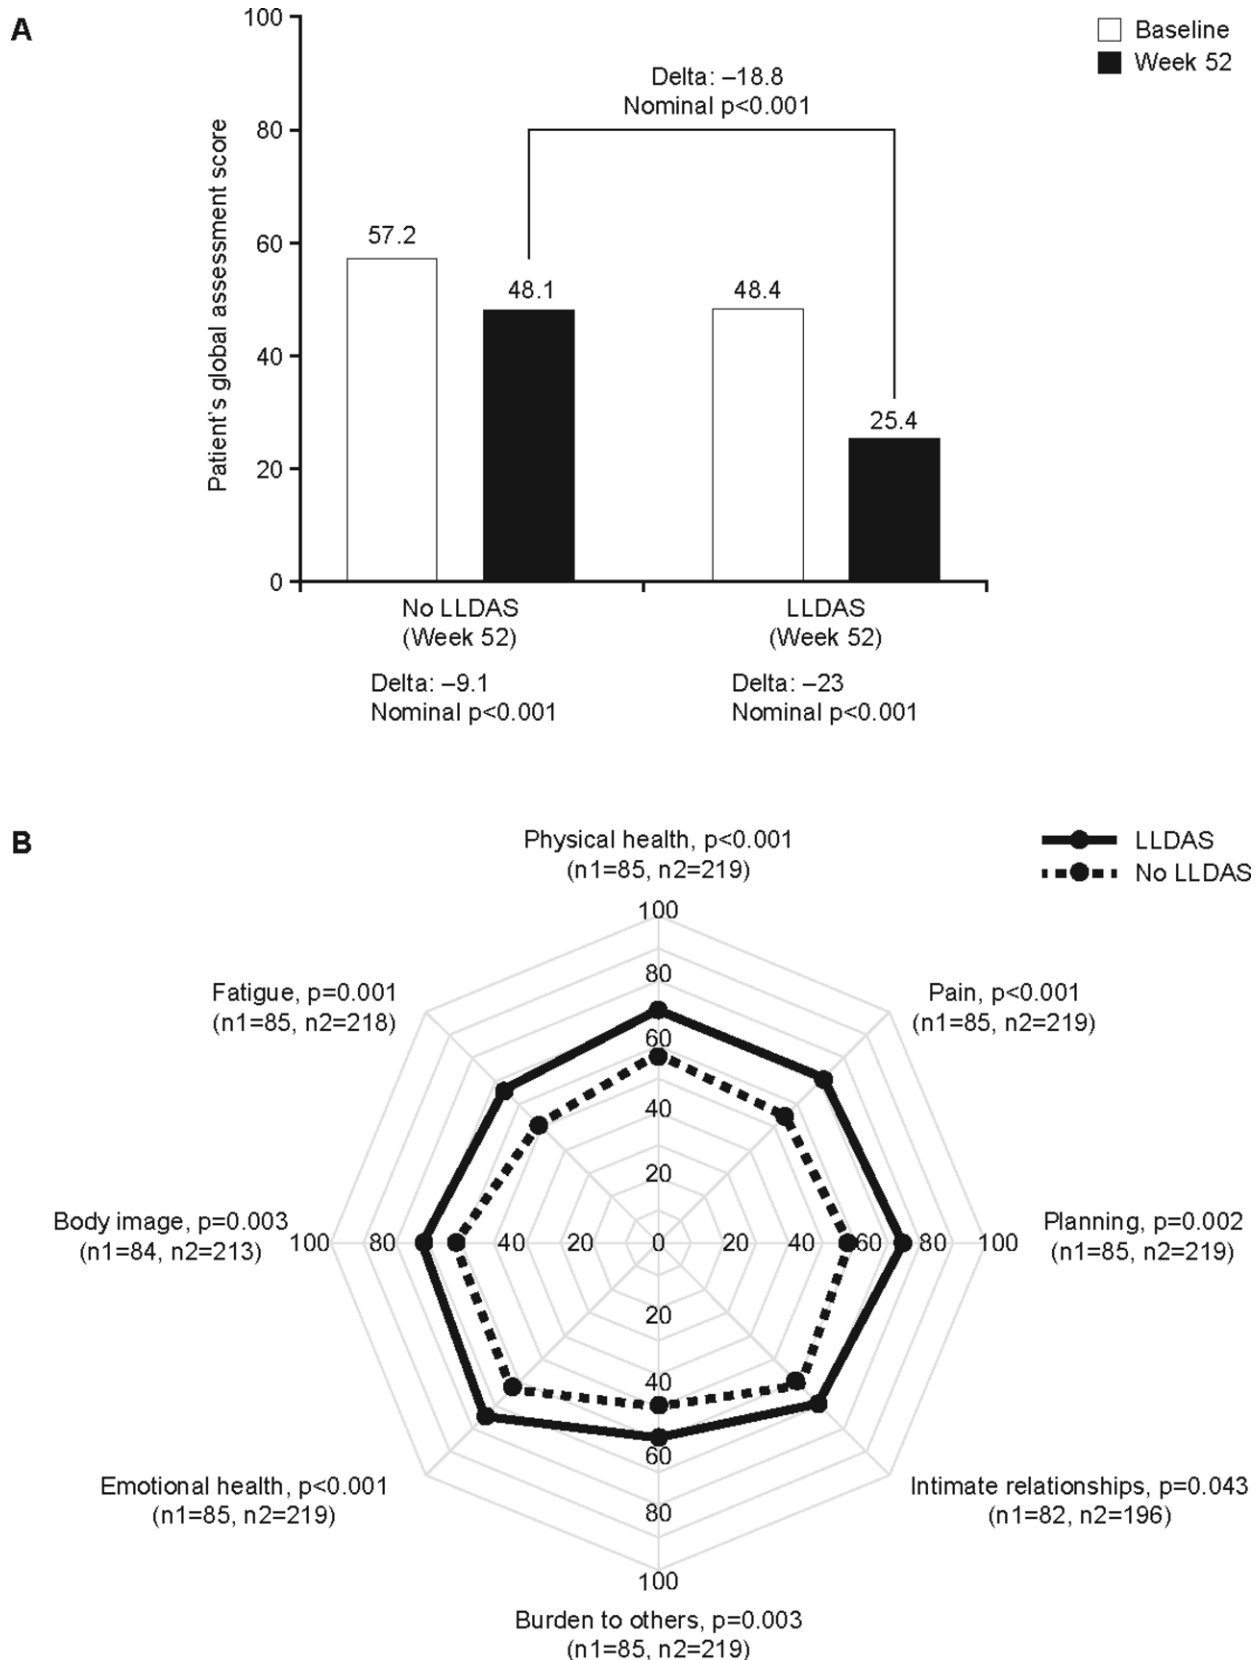 A
Baseline
Week 52
Delta: –18.8
Nominal p<0.001
Patient's global assessment score
100
80
60
40
20
0
57.2
48.1
48.4
25.4
No LLDAS
(Week 52)
LLDAS
(Week 52)
Delta: –9.1
Nominal p<0.001
Delta: –23
Nominal p<0.001
B
LLDAS
No LLDAS
Physical health, p<0.001
(n1=85, n2=219)
Fatigue, p=0.001
(n1=85, n2=218)
Pain, p<0.001
(n1=85, n2=219)
100
80
60
40
20
Body image, p=0.003
(n1=84, n2=213)
100 80 40 20 0 20 40 60 80 100
Planning, p=0.002
(n1=85, n2=219)
20
40
60
80
100
Emotional health, p<0.001
(n1=85, n2=219)
Intimate relationships, p=0.043
(n1=82, n2=196)
Burden to others, p=0.003
(n1=85, n2=219)